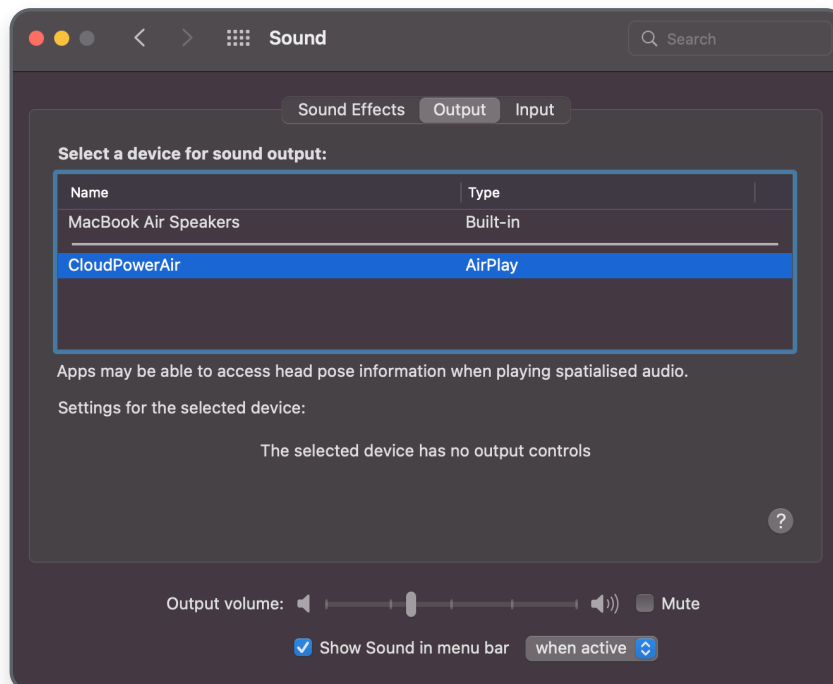 Sound
Search
Sound Effects Output Input
Select a device for sound output:
Name Type
MacBook Air Speakers Built-in
CloudPowerAir AirPlay
Apps may be able to access head pose information when playing spatialised audio.
Settings for the selected device:
The selected device has no output controls
?
Output volume: Mute
Show Sound in menu bar when active